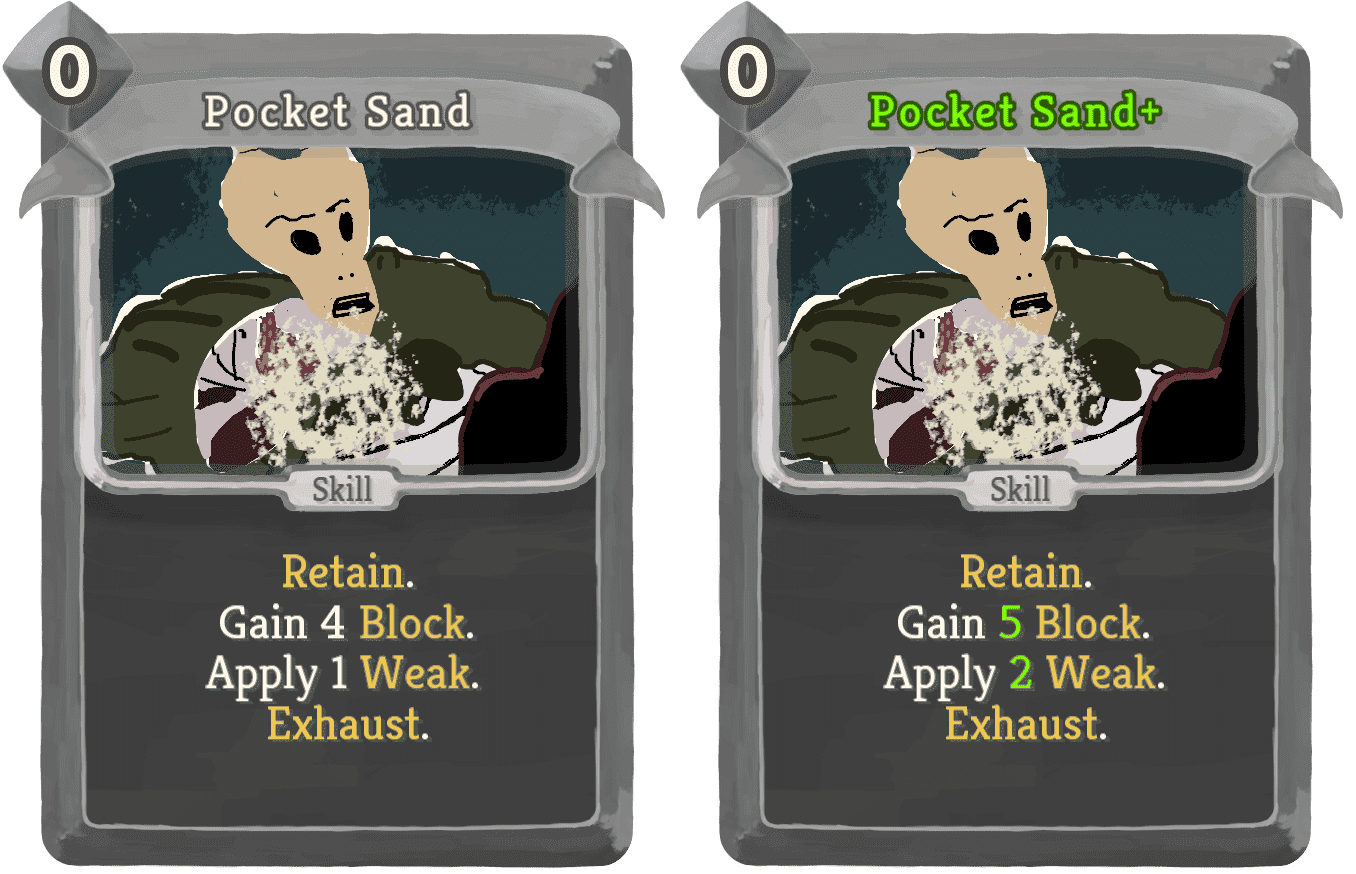 0
Pocket Sand
Skill
Retain.
Gain 4 Block.
Apply 1 Weak.
Exhaust.
0
Pocket Sand+
Skill
Retain.
Gain 5 Block.
Apply 2 Weak.
Exhaust.